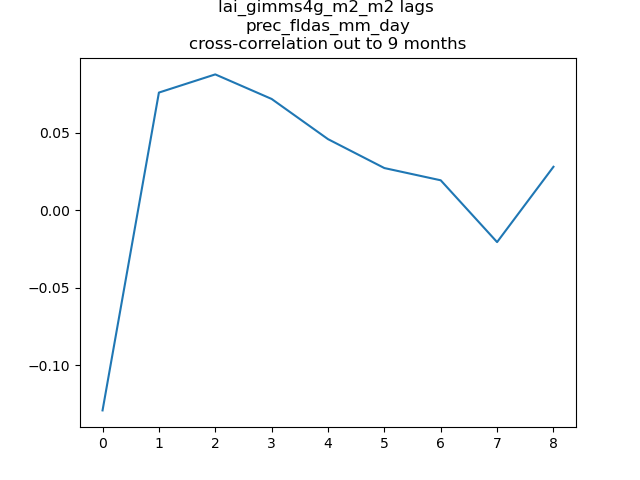 lai_gimms4g_m2_m2 lags
prec_fldas_mm_day
cross-correlation out to 9 months
0.05
0.00
−0.05
−0.10
0 1 2 3 4 5 6 7 8